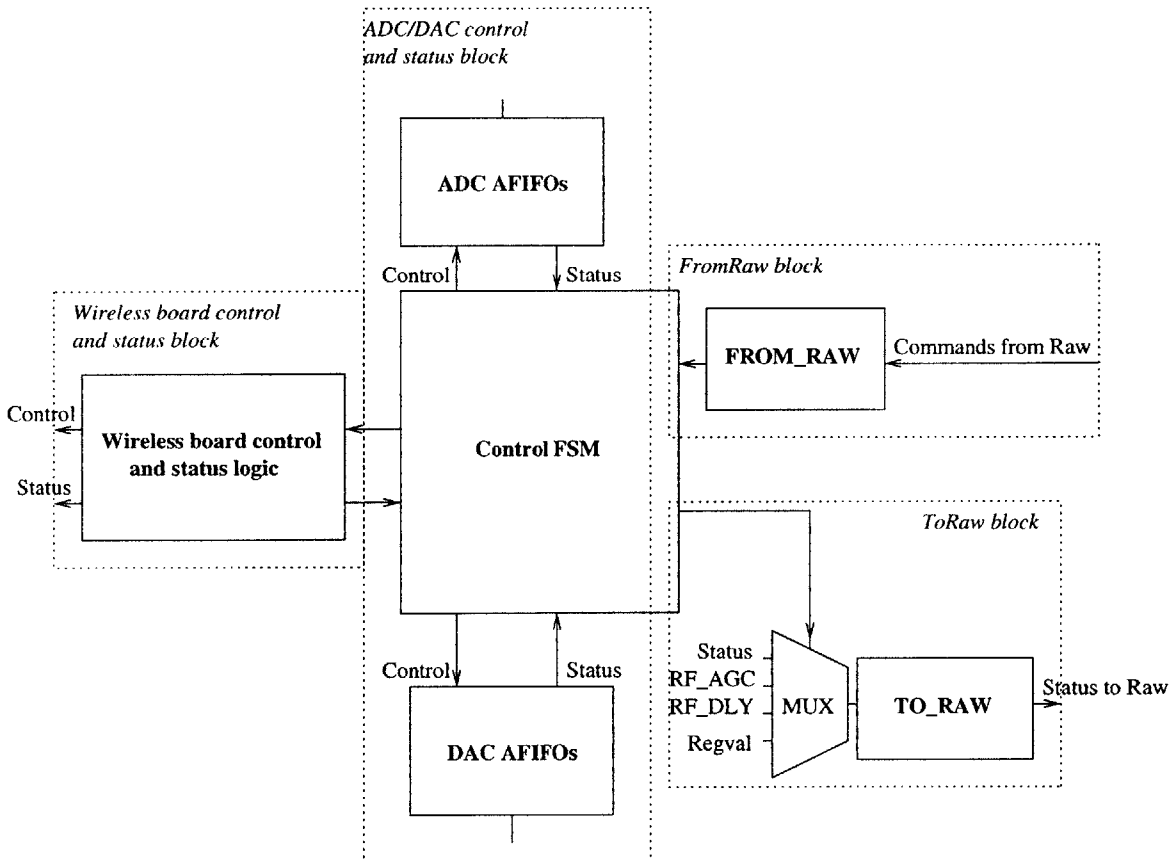 ADC/DAC control
and status block
ADC AFIFOs
Control
Status
FromRaw block
FROM_RAW
Commands from Raw
Wireless board control
and status block
Control
Status
Wireless board control
and status logic
Control FSM
ToRaw block
Control
Status
DAC AFIFOs
Status
RF_AGC
RF_DLY
Regval
MUX
TO_RAW
Status to Raw